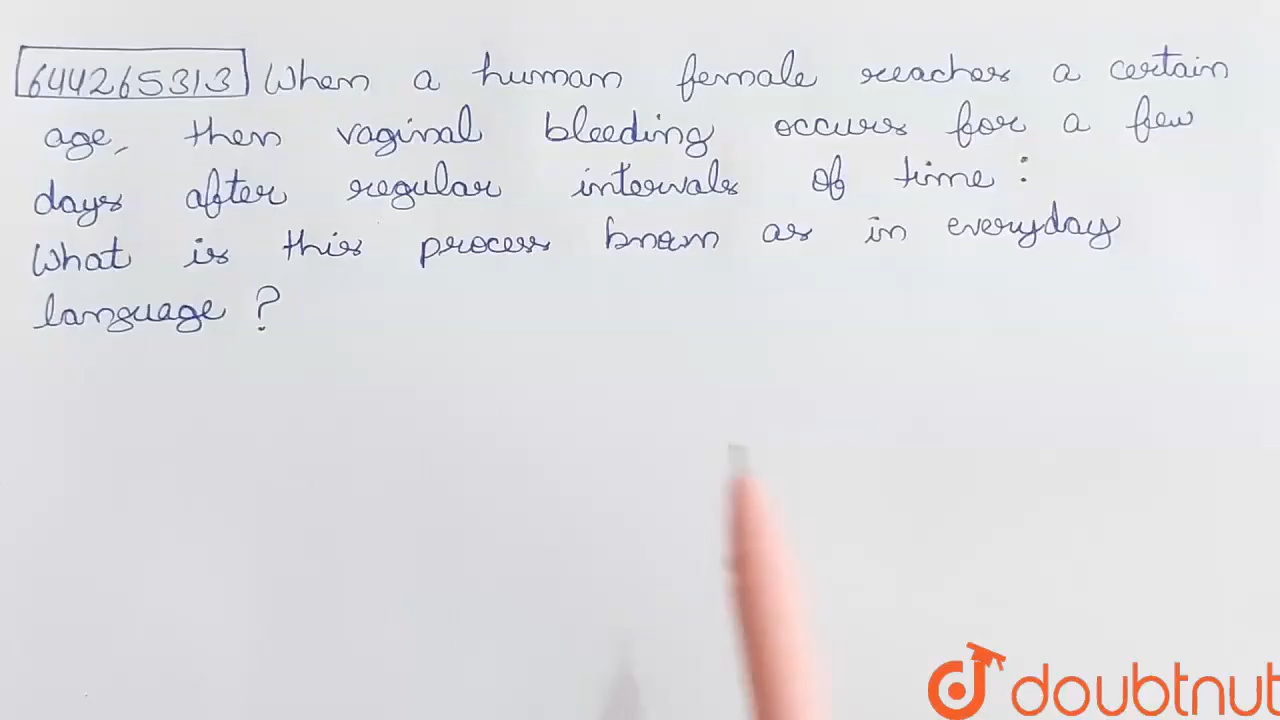 644265313 When a human female reaches a certain
age, then vaginal bleeding occurs for a few
days after regular intervals of time :
What is this process known as in everyday
language ?
doubtnut